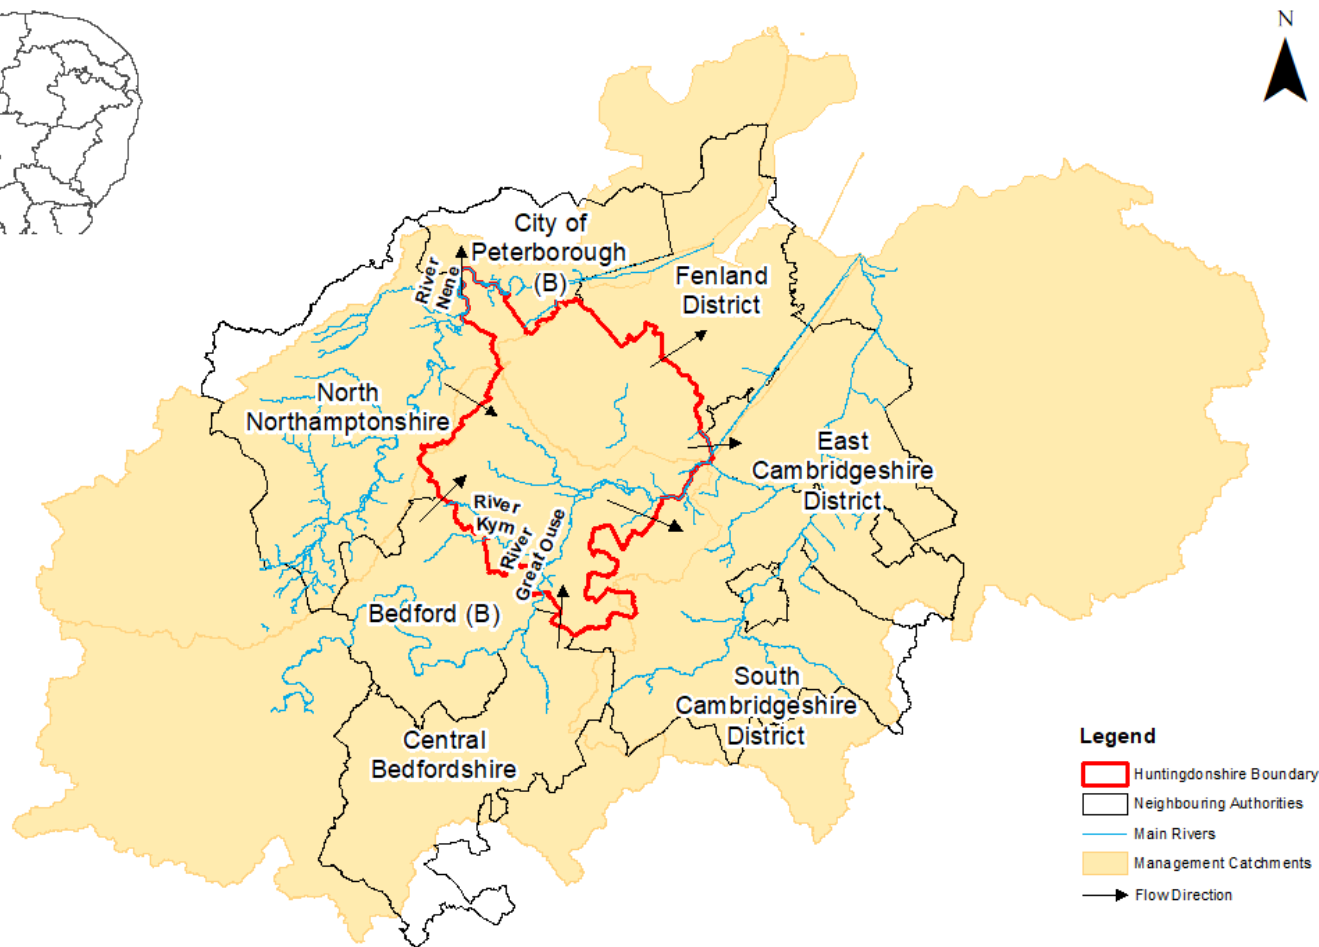 N
City of
Peterborough
(B)
River
Nene
Fenland
District
North
Northamptonshire
East
Cambridgeshire
District
River
Kym
River
Great Ouse
Bedford (B)
South
Cambridgeshire
District
Central
Bedfordshire
Legend
Huntingdonshire Boundary
Neighbouring Authorities
Main Rivers
Management Catchments
Flow Direction